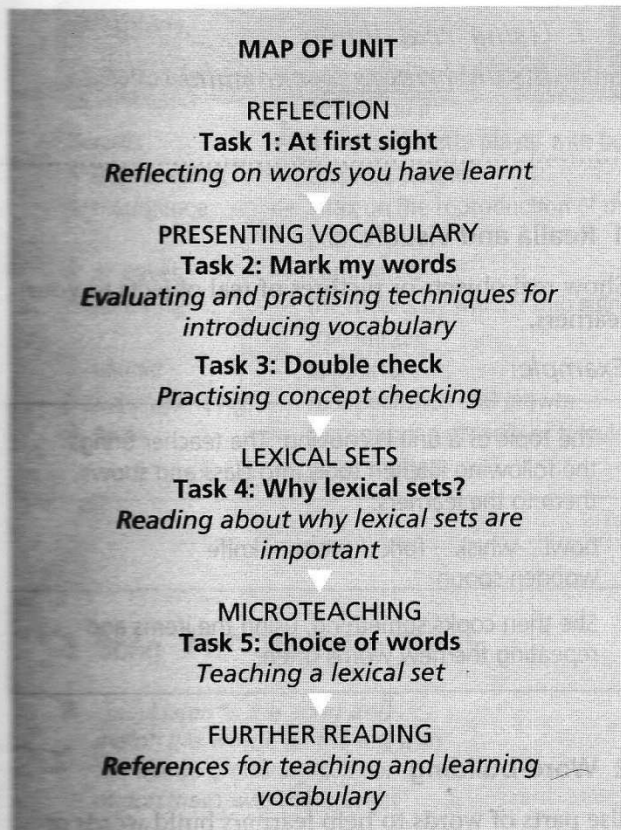 MAP OF UNIT
REFLECTION
Task 1: At first sight
Reflecting on words you have learnt
PRESENTING VOCABULARY
Task 2: Mark my words
Evaluating and practising techniques for
introducing vocabulary
Task 3: Double check
Practising concept checking
LEXICAL SETS
Task 4: Why lexical sets?
Reading about why lexical sets are
important
MICROTEACHING
Task 5: Choice of words
Teaching a lexical set
FURTHER READING
References for teaching and learning
vocabulary